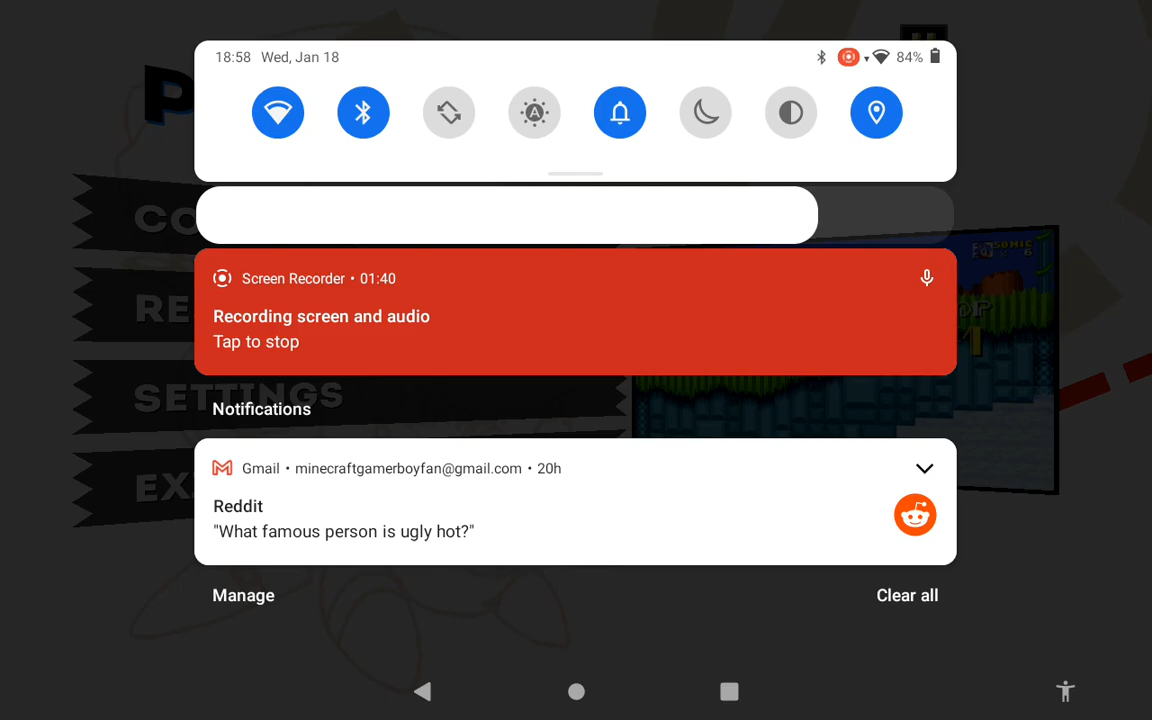 18:58 Wed, Jan 18
84%
Screen Recorder • 01:40
Recording screen and audio
Tap to stop
SETTINGS
Notifications
Gmail • minecraftgamerboyfan@gmail.com • 20h
Reddit
"What famous person is ugly hot?"
Manage
Clear all